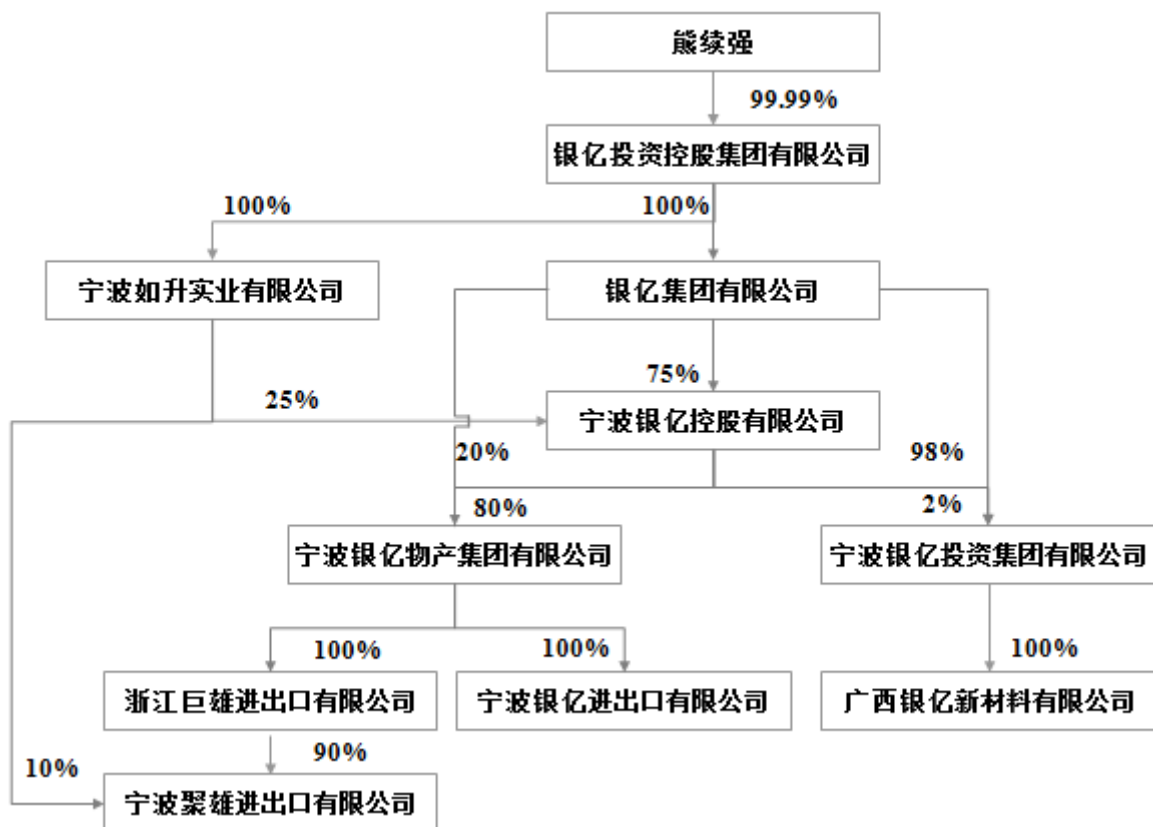 熊续强
99.99%
银亿投资控股集团有限公司
100%
100%
宁波如升实业有限公司
银亿集团有限公司
75%
25%
宁波银亿控股有限公司
20%
98%
80%
2%
宁波银亿物产集团有限公司
宁波银亿投资集团有限公司
100%
100%
100%
浙江巨雄进出口有限公司
宁波银亿进出口有限公司
广西银亿新材料有限公司
90%
10%
宁波聚雄进出口有限公司